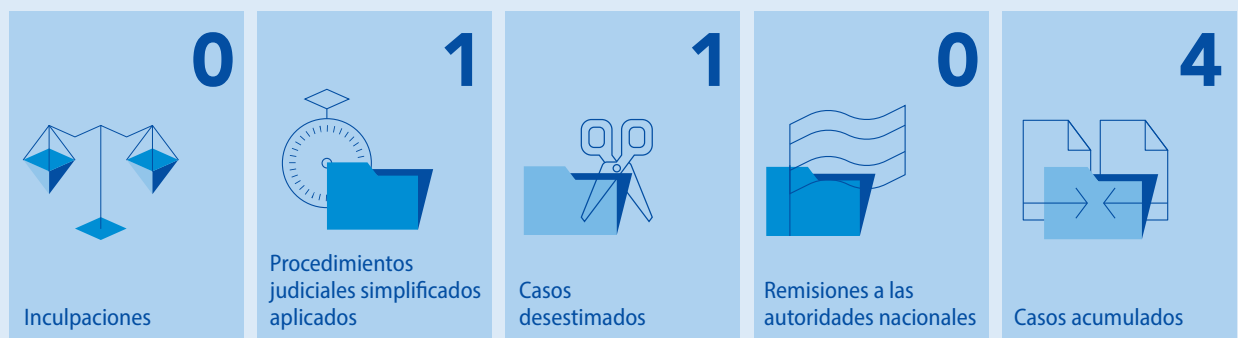 0
Inculpaciones
1
Procedimientos
judiciales simplificados
aplicados
1
Casos
desestimados
0
Remisiones a las
autoridades nacionales
4
Casos acumulados